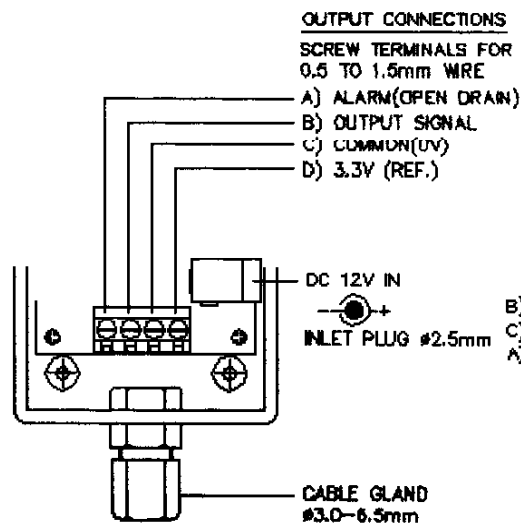 OUTPUT CONNECTIONS
SCREW TERMINALS FOR
0.5 TO 1.5mm WIRE
A) ALARM(OPEN DRAIN)
B) OUTPUT SIGNAL
C) COMMON(0V)
D) 3.3V (REF.)
DC 12V IN
- +
INLET PLUG ø2.5mm
B)
C)
A)
CABLE GLAND
ø3.0-6.5mm